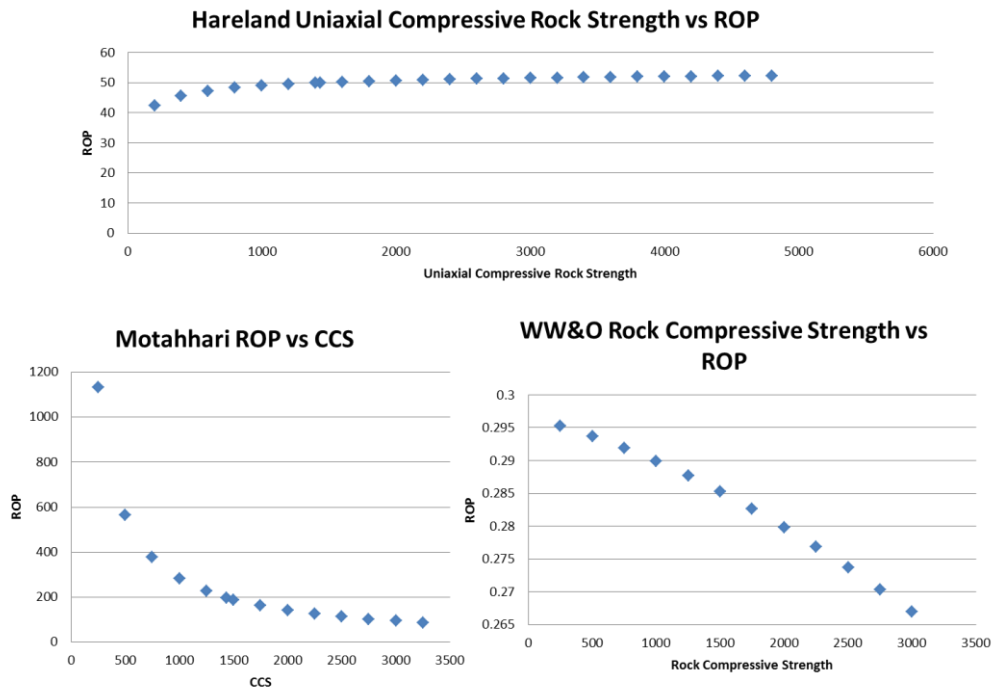 Hareland Uniaxial Compressive Rock Strength vs ROP
60
50
40
30
20
10
0
ROP
0 1000 2000 3000 4000 5000 6000
Uniaxial Compressive Rock Strength
Motahhari ROP vs CCS
1200
1000
800
600
400
200
0
ROP
0 500 1000 1500 2000 2500 3000 3500
CCS
WW&O Rock Compressive Strength vs
ROP
0.3
0.295
0.29
0.285
0.28
0.275
0.27
0.265
ROP
0 500 1000 1500 2000 2500 3000 3500
Rock Compressive Strength